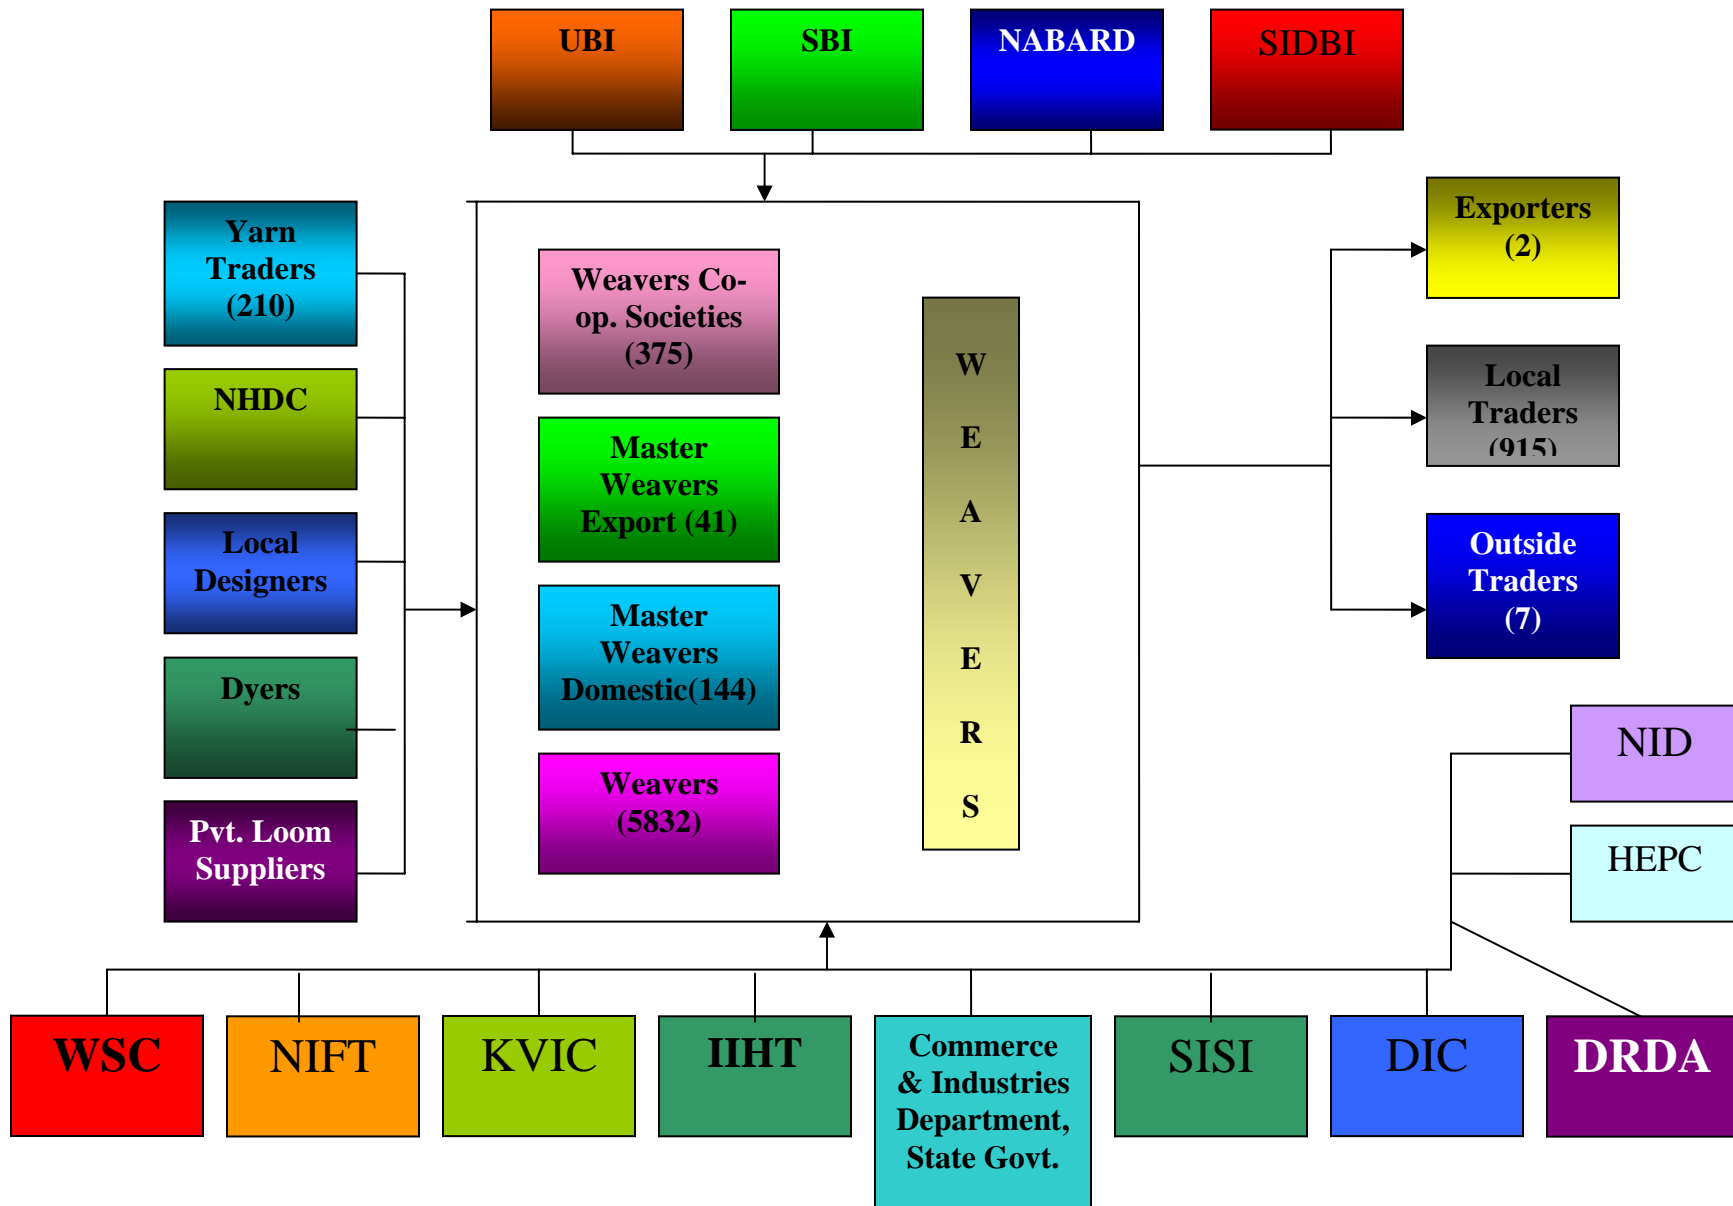 UBI
SBI
NABARD
SIDBI
Yarn
Traders
(210)
NHDC
Local
Designers
Dyers
Pvt. Loom
Suppliers
Weavers Co-
op. Societies
(375)
Master
Weavers
Export (41)
Master
Weavers
Domestic(144)
Weavers
(5832)
W
E
A
V
E
R
S
Exporters
(2)
Local
Traders
(915)
Outside
Traders
(7)
NID
HEPC
WSC
NIFT
KVIC
IIHT
Commerce
& Industries
Department,
State Govt.
SISI
DIC
DRDA